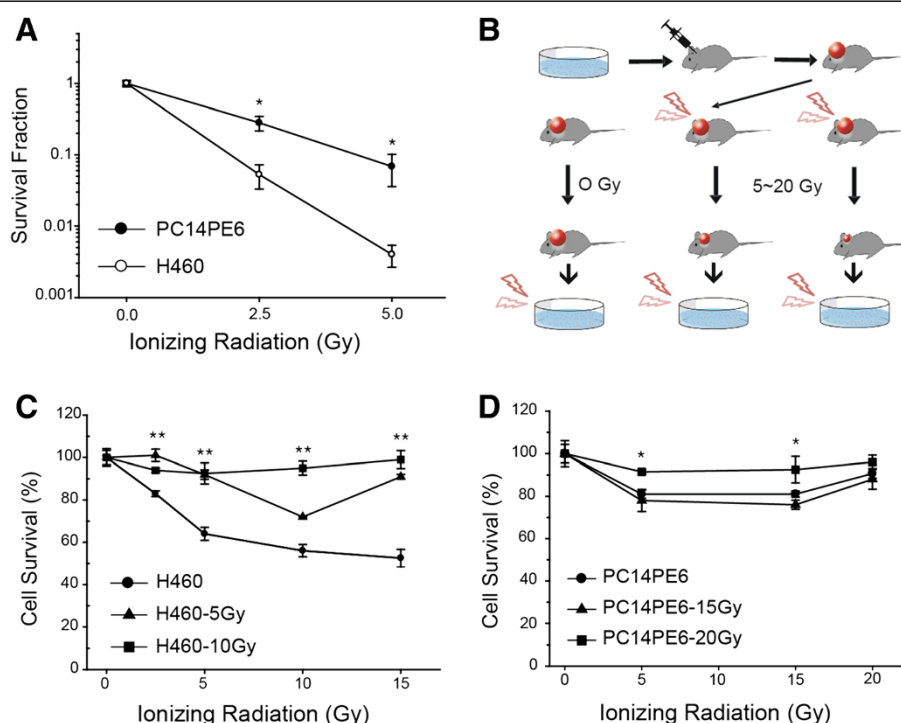 A
Survival Fraction
1
0.1
0.01
0.001
*
*
PC14PE6
H460
0.0 2.5 5.0
Ionizing Radiation (Gy)
B
O Gy
5~20 Gy
C
Cell Survival (%)
120
100
80
60
40
20
0
** ** ** **
H460
H460-5Gy
H460-10Gy
0 5 10 15
Ionizing Radiation (Gy)
D
Cell Survival (%)
120
100
80
60
40
20
0
* *
PC14PE6
PC14PE6-15Gy
PC14PE6-20Gy
0 5 10 15 20
Ionizing Radiation (Gy)